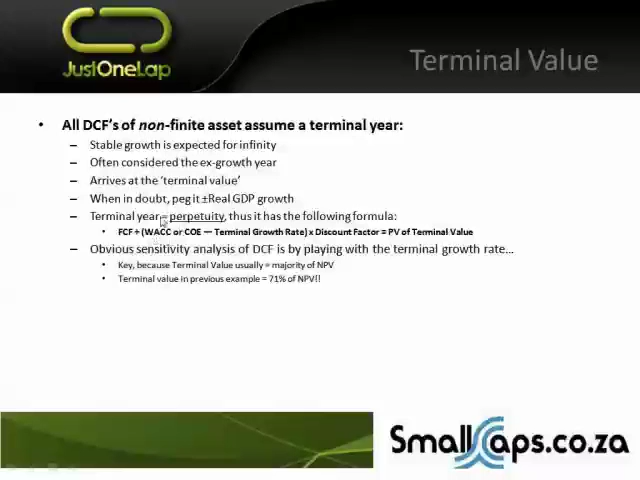 JustOneLap
Terminal Value
• All DCF's of non-finite asset assume a terminal year:
– Stable growth is expected for infinity
– Often considered the ex-growth year
– Arrives at the 'terminal value'
– When in doubt, peg it ±Real GDP growth
– Terminal year = perpetuity, thus it has the following formula:
• FCF ÷ (WACC or COE — Terminal Growth Rate) x Discount Factor = PV of Terminal Value
– Obvious sensitivity analysis of DCF is by playing with the terminal growth rate...
• Key, because Terminal Value usually = majority of NPV
• Terminal value in previous example = 71% of NPV!!
SmallCaps.co.za